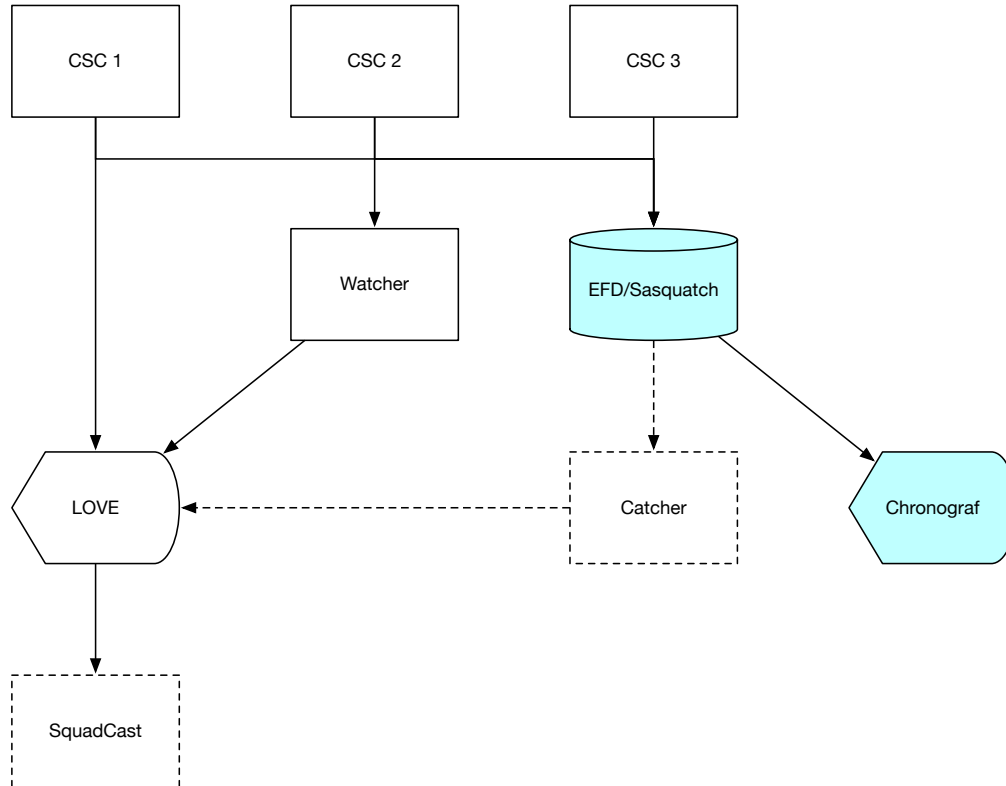 CSC 1
CSC 2
CSC 3
Watcher
EFD/Sasquatch
LOVE
Catcher
Chronograf
SquadCast